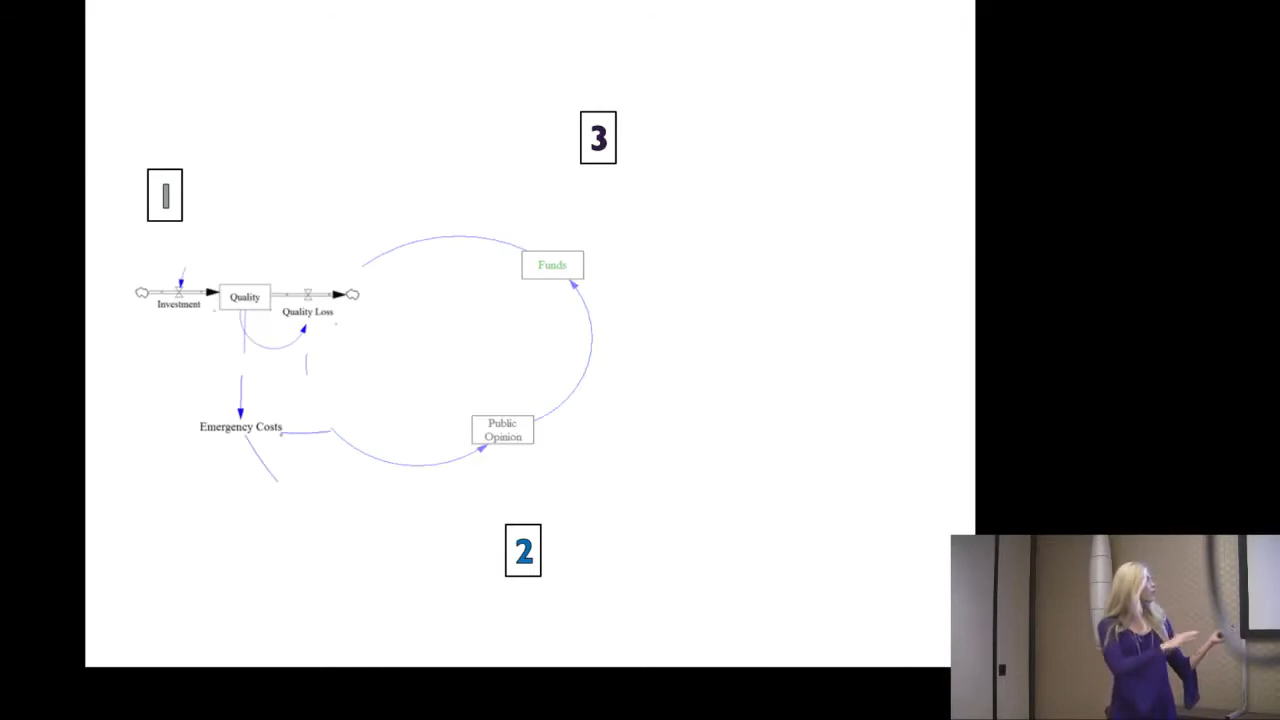 3
1
Funds
Quality
Investment
Quality Loss
Emergency Costs
Public
Opinion
2